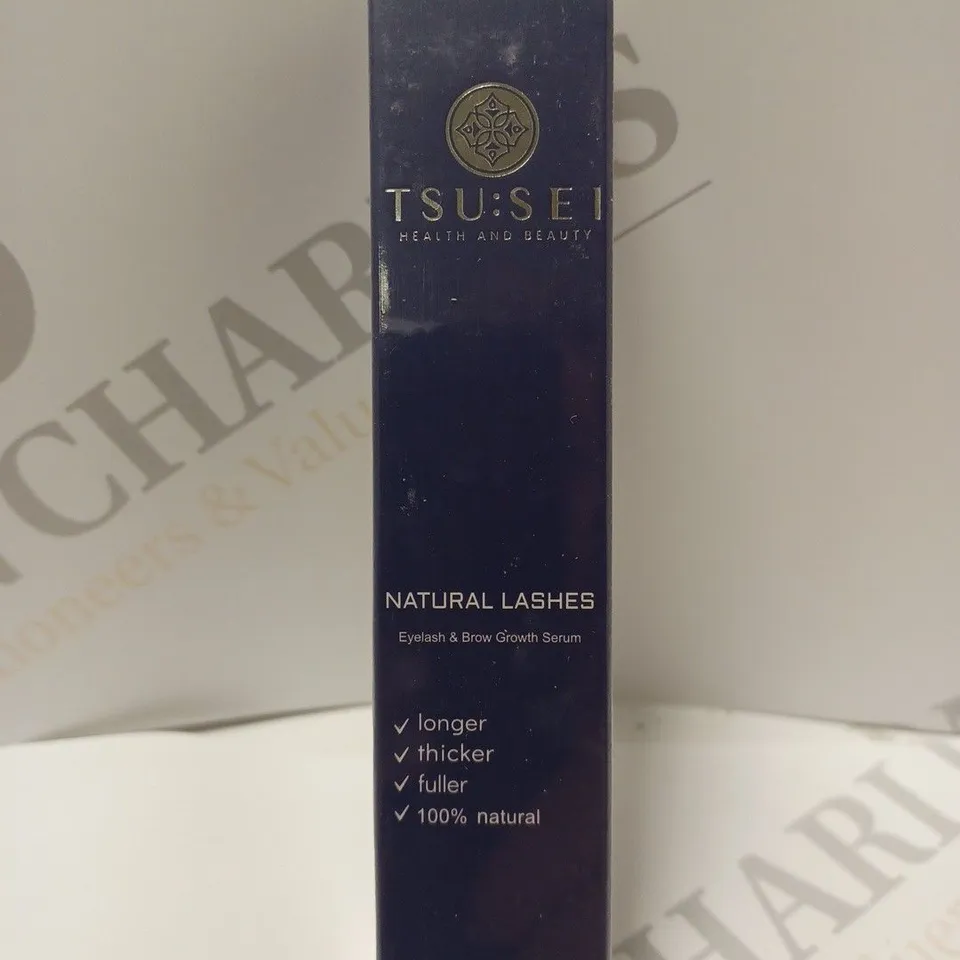 TSU:SEI
HEALTH AND BEAUTY
NATURAL LASHES
Eyelash & Brow Growth Serum
✓ longer
✓ thicker
✓ fuller
✓ 100% natural